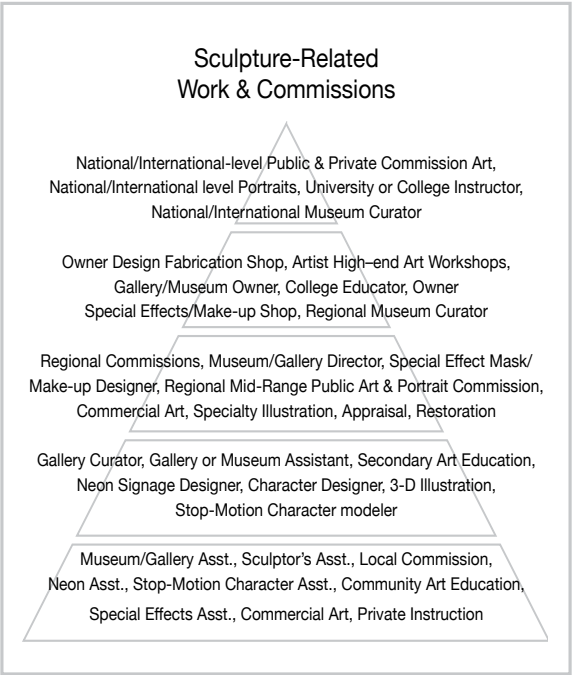 Sculpture-Related
Work & Commissions
National/International-level Public & Private Commission Art,
National/International level Portraits, University or College Instructor,
National/International Museum Curator
Owner Design Fabrication Shop, Artist High–end Art Workshops,
Gallery/Museum Owner, College Educator, Owner
Special Effects/Make-up Shop, Regional Museum Curator
Regional Commissions, Museum/Gallery Director, Special Effect Mask/
Make-up Designer, Regional Mid-Range Public Art & Portrait Commission,
Commercial Art, Specialty Illustration, Appraisal, Restoration
Gallery Curator, Gallery or Museum Assistant, Secondary Art Education,
Neon Signage Designer, Character Designer, 3-D Illustration,
Stop-Motion Character modeler
Museum/Gallery Asst., Sculptor's Asst., Local Commission,
Neon Asst., Stop-Motion Character Asst., Community Art Education,
Special Effects Asst., Commercial Art, Private Instruction